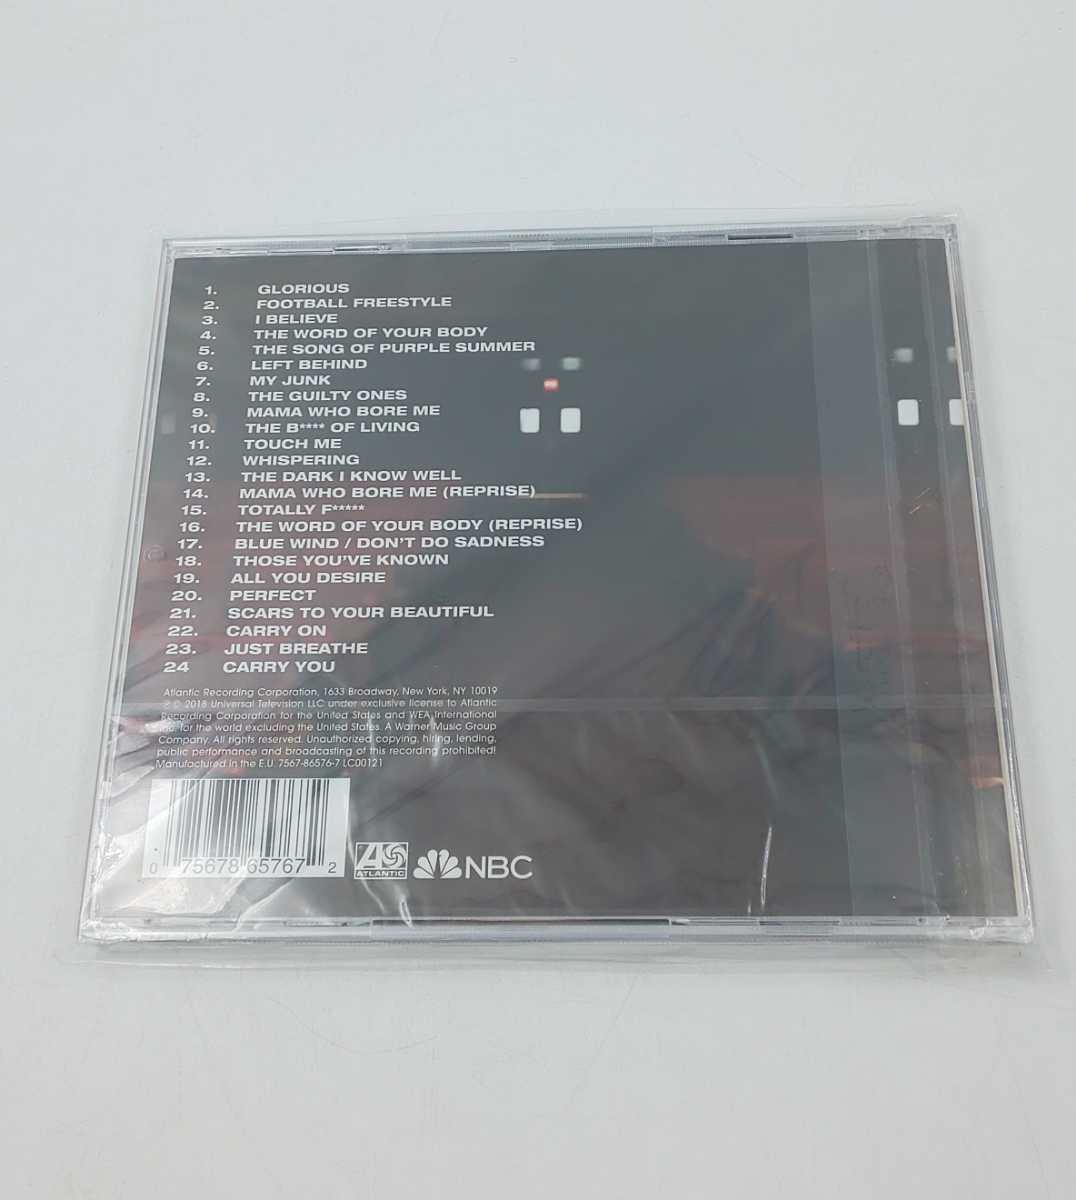 1. GLORIOUS
2. FOOTBALL FREESTYLE
3. I BELIEVE
4. THE WORD OF YOUR BODY
5. THE SONG OF PURPLE SUMMER
6. LEFT BEHIND
7. MY JUNK
8. THE GUILTY ONES
9. MAMA WHO BORE ME
10. THE B**** OF LIVING
11. TOUCH ME
12. WHISPERING
13. THE DARK I KNOW WELL
14. MAMA WHO BORE ME (REPRISE)
15. TOTALLY F*****
16. THE WORD OF YOUR BODY (REPRISE)
17. BLUE WIND / DON'T DO SADNESS
18. THOSE YOU'VE KNOWN
19. ALL YOU DESIRE
20. PERFECT
21. SCARS TO YOUR BEAUTIFUL
22. CARRY ON
23. JUST BREATHE
24 CARRY YOU
Atlantic Recording Corporation, 1633 Broadway, New York, NY 10019
℗ © 2018 Universal Television LLC under exclusive license to Atlantic
Recording Corporation for the United States and WEA International
Inc. for the world excluding the United States. A Warner Music Group
Company. All rights reserved. Unauthorized copying, hiring, lending,
public performance and broadcasting of this recording prohibited!
Manufactured in the E.U. 7567-86576-7 LC00121
0 75678 65767 2
ATLANTIC
NBC